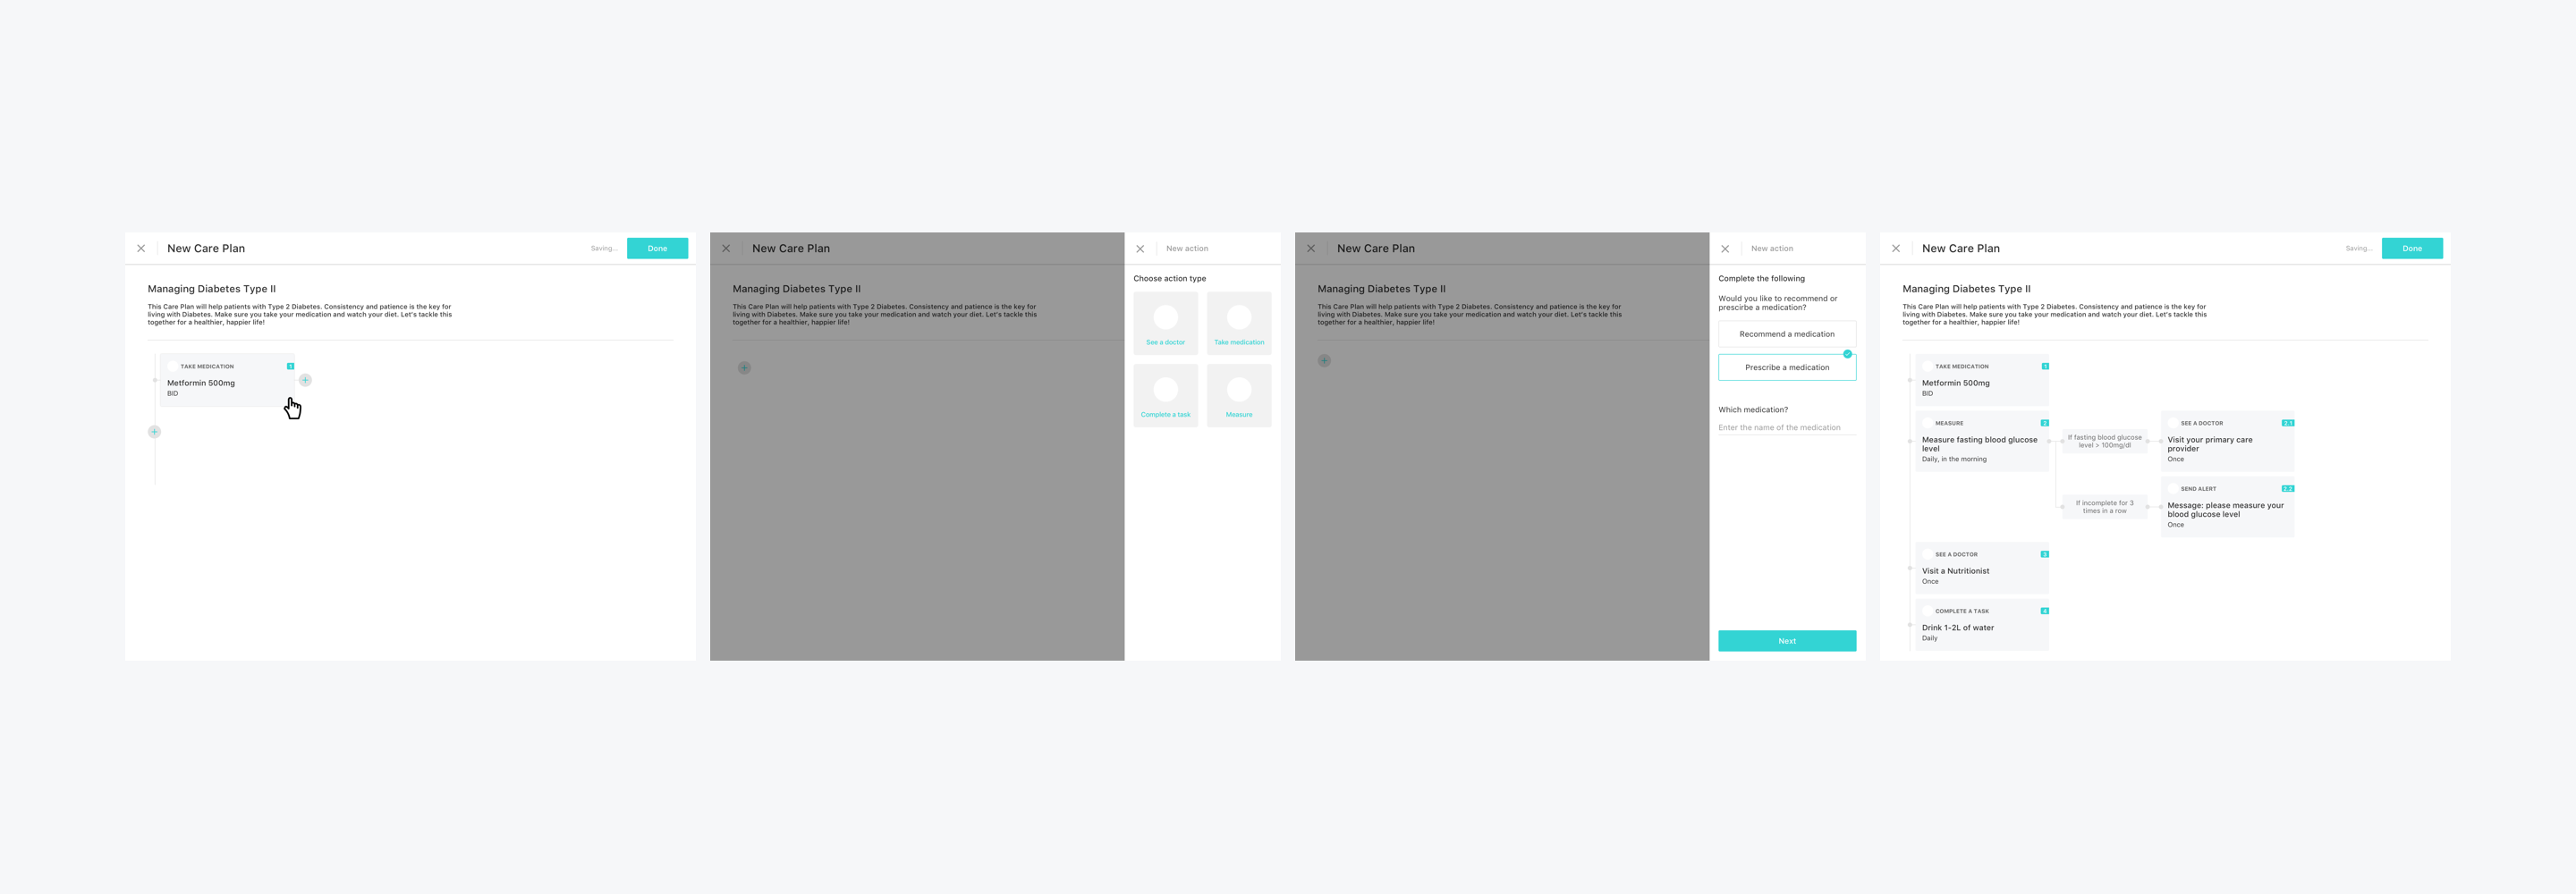 New Care Plan
Saving...
Done
Managing Diabetes Type II
This Care Plan will help patients with Type 2 Diabetes. Consistency and patience is the key for
living with Diabetes. Make sure you take your medication and watch your diet. Let's tackle this
together for a healthier, happier life!
TAKE MEDICATION
1
Metformin 500mg
BID
New Care Plan
Managing Diabetes Type II
This Care Plan will help patients with Type 2 Diabetes. Consistency and patience is the key for
living with Diabetes. Make sure you take your medication and watch your diet. Let's tackle this
together for a healthier, happier life!
New action
Choose action type
See a doctor
Take medication
Complete a task
Measure
New Care Plan
Managing Diabetes Type II
This Care Plan will help patients with Type 2 Diabetes. Consistency and patience is the key for
living with Diabetes. Make sure you take your medication and watch your diet. Let's tackle this
together for a healthier, happier life!
New action
Complete the following
Would you like to recommend or
prescirbe a medication?
Recommend a medication
Prescribe a medication
Which medication?
Enter the name of the medication
Next
New Care Plan
Saving...
Done
Managing Diabetes Type II
This Care Plan will help patients with Type 2 Diabetes. Consistency and patience is the key for
living with Diabetes. Make sure you take your medication and watch your diet. Let's tackle this
together for a healthier, happier life!
TAKE MEDICATION
1
Metformin 500mg
BID
MEASURE
2
Measure fasting blood glucose
level
Daily, in the morning
If fasting blood glucose
level > 100mg/dl
SEE A DOCTOR
2.1
Visit your primary care
provider
Once
If incomplete for 3
times in a row
SEND ALERT
2.2
Message: please measure your
blood glucose level
Once
SEE A DOCTOR
3
Visit a Nutritionist
Once
COMPLETE A TASK
4
Drink 1-2L of water
Daily